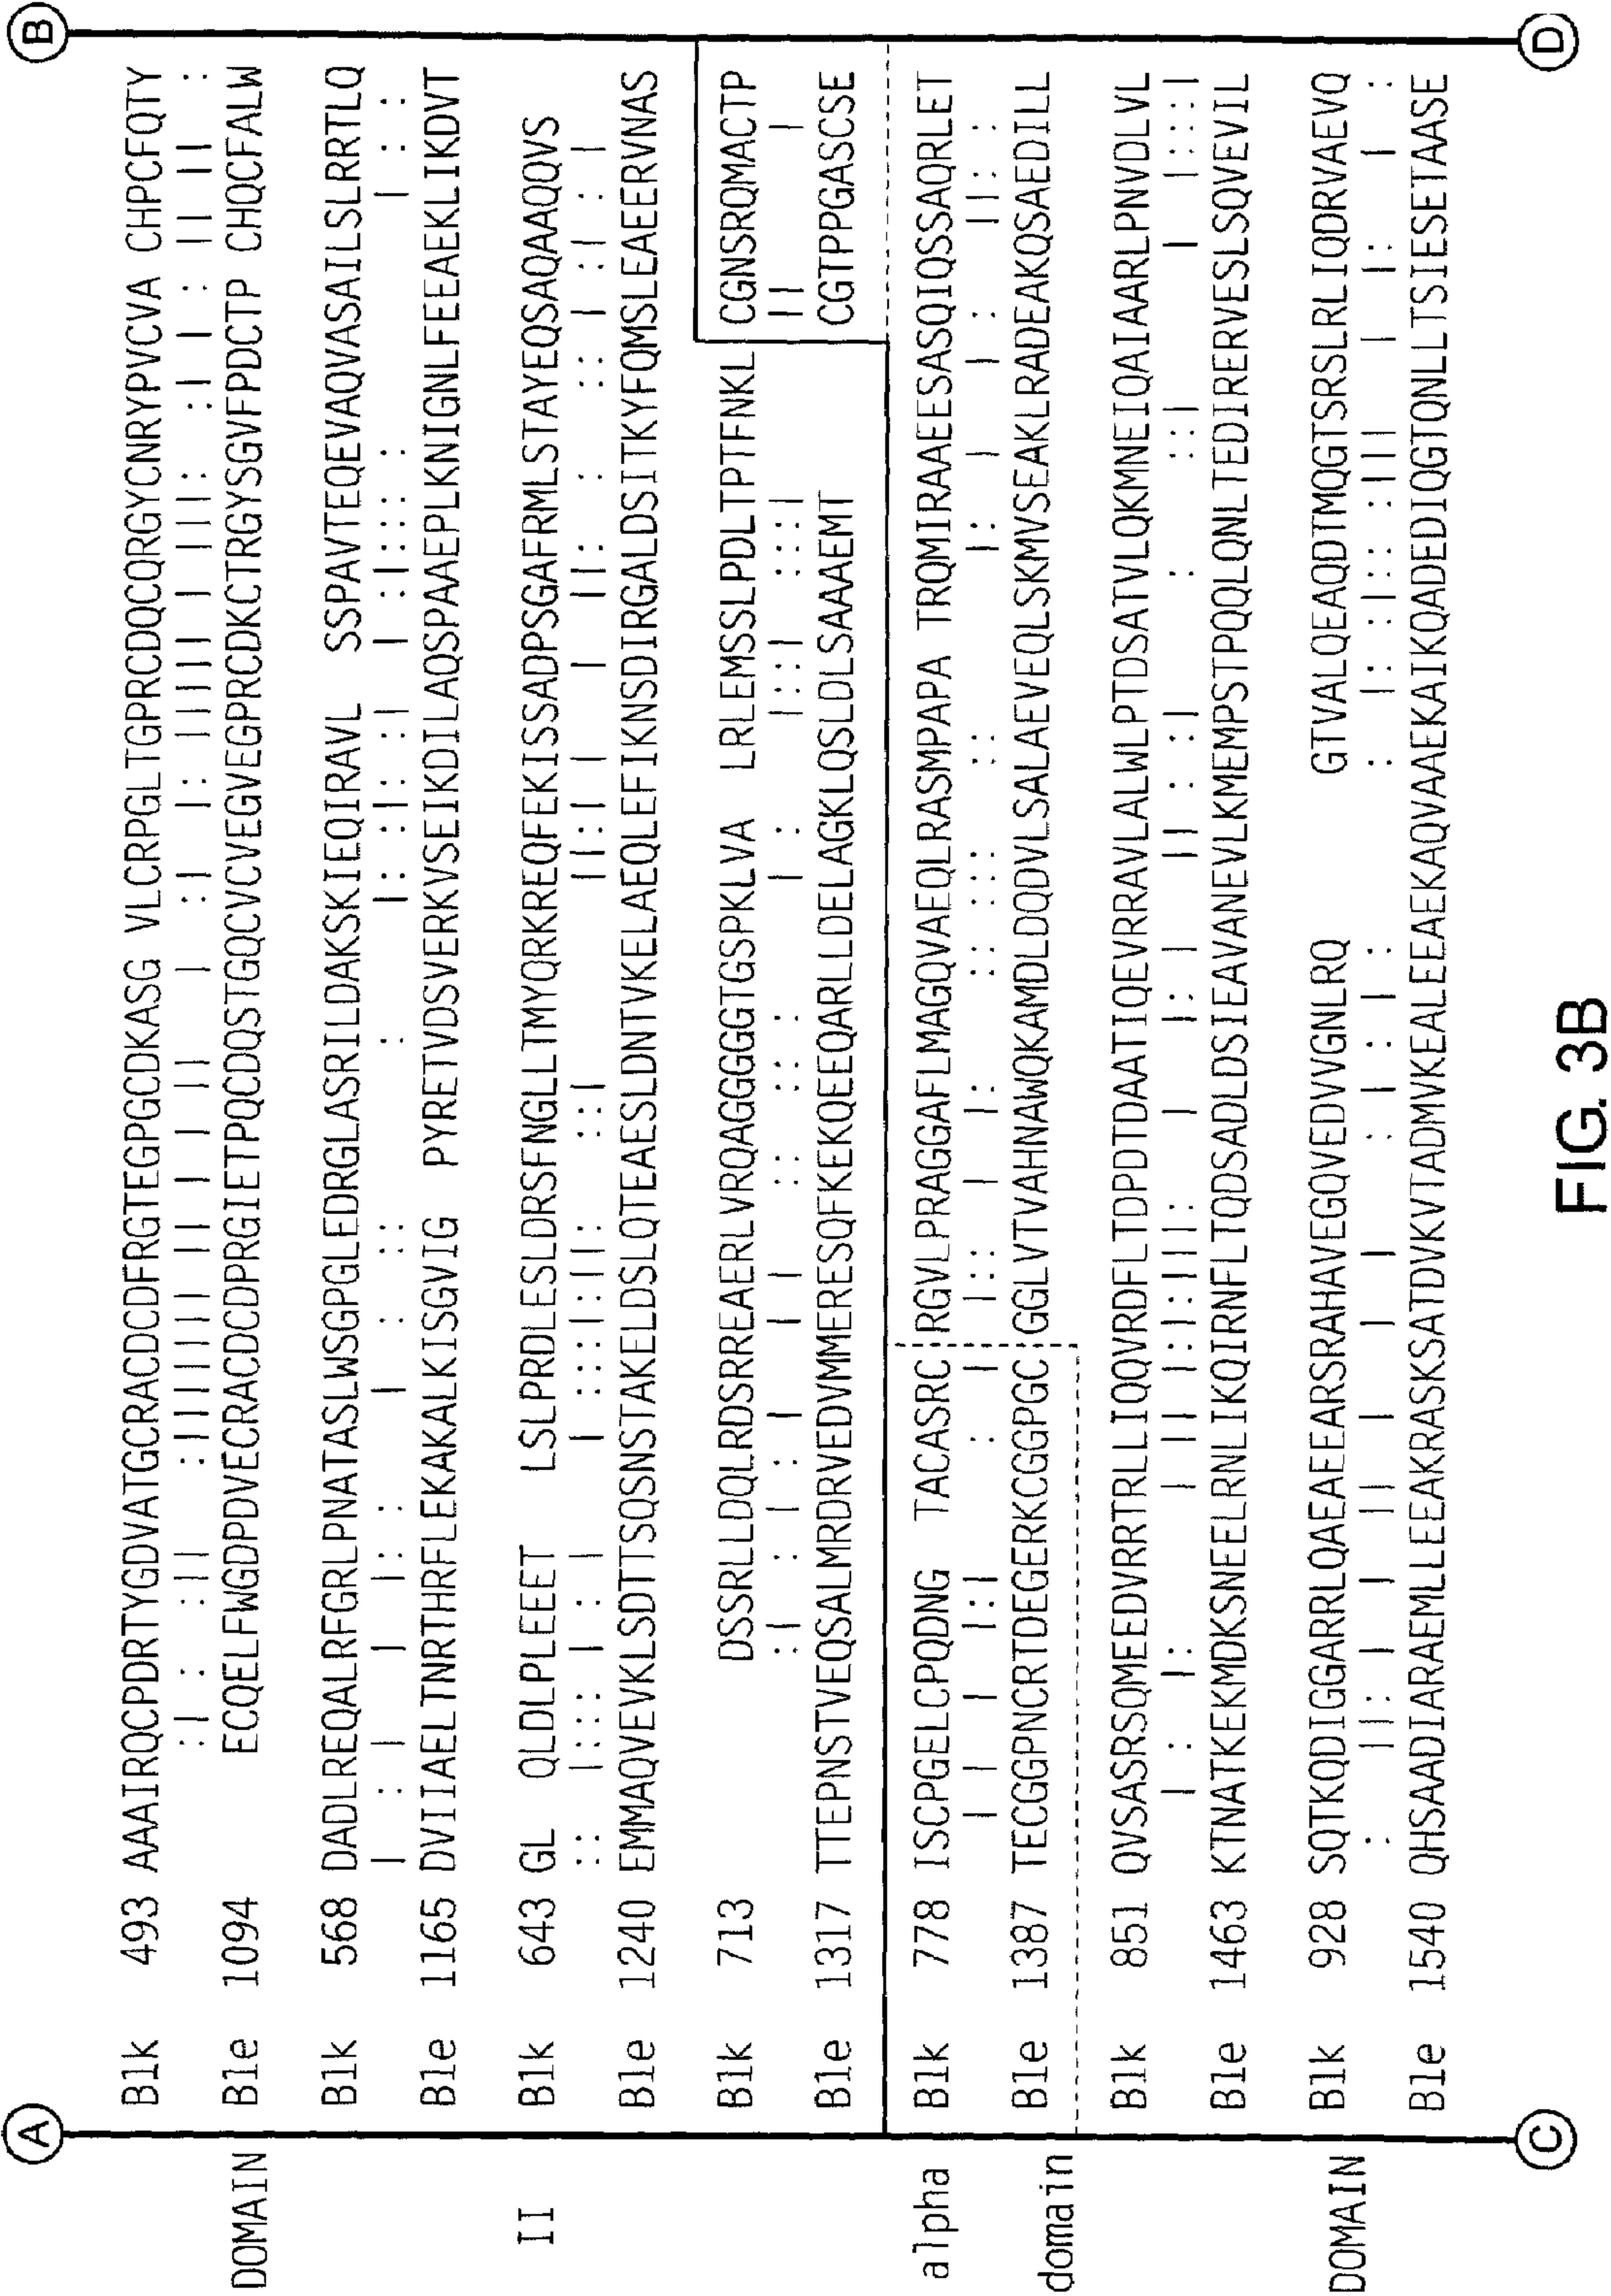 A B
B1k 493 AAAIRQCPDRTYGDVATGCRACDCDFRGTEGPGCDKASG VLCRPGLTGPRCDQCQRGYCNRYPVCVA CHPCFQTY
DOMAIN B1e 1094 ECQELFWGDPDVECRACDCDPRGIETPQCDQSTGQCVCVEGVEGPRCDKCTRGYSGVFPDCTP CHQCFALW
B1k 568 DADLREQALRFGRLPNATASLWSGPGLEDRGLASRILDAKSKIEQIRAVL SSPAVTEQEVAQVASAILSLRRTLQ
B1e 1165 DVIIAELTNRTHRFLEKAKALKISGVIG PYRETVDSVERKVSEIKDILAQSPAAEPLKNIGNLFEEAEKLIKDVT
II B1k 643 GL QLDLPLEEET LSLPRDLESLDRSFNGLLTMYQRKREQFEKISSADPSGAFRMLSTAYEQSAQAAQQVS
B1e 1240 EMMAQVEVKLSDTTSQSNSTAKELDSLQTEAESLDNTVKELAEQLEFIKNSDIRGALDSITKYFQMSLEAEERVNAS
B1k 713 DSSRLLDQLRDSRREAERLVRQAGGGGGTGSPKLVA LRLEMSSLPDLTPTFNKL CGNSRQMACTP
B1e 1317 TTEPNSTVEQSALMRDRVEDVMMERESQFKEKQEEQARLLDELAGKLQSLDLSAAAEMT CGTPPGASCSE
alpha B1k 778 ISCPGELCPQDNG TACASRC RGVLPRAGGAFLMAGQVAEQLRASMPAPA TRQMIRAAEESASQIQSSAQRLET
domain B1e 1387 TECGGPNCRTDEGERKCGGPGC GGLVTVAHNAWQKAMDLDQDVLSALAEVEQLSKMVSEAKLRADEAKQSAEDILL
B1k 851 QVSASRSQMEEDVRRTRLLIQQVRDFLTDPDTDAATIQEVRRAVLALWLPTDSATVLQKMNEIQAIAARLPNVDLVL
B1e 1463 KTNATKEKMDKSNEELRNLIKQIRNFLTQDSADLDSIEAVANEVLKMEMPSTPQQLQNLTEDIRERVESLSQVEVIL
DOMAIN B1k 928 SQTKQDIGGARRLQAEAEEARSRAHAVEGQVEDVVGNLRQ GTVALQEAQDTMQGTSRSLRLIQDRVAEVQ
B1e 1540 QHSAADIARAEMLLEEAKRASKSATDVKVTADMVKEALEEAEKAQVAAEKAIKQADEDIQGTQNLLTSIESETAASE
C D
FIG. 3B